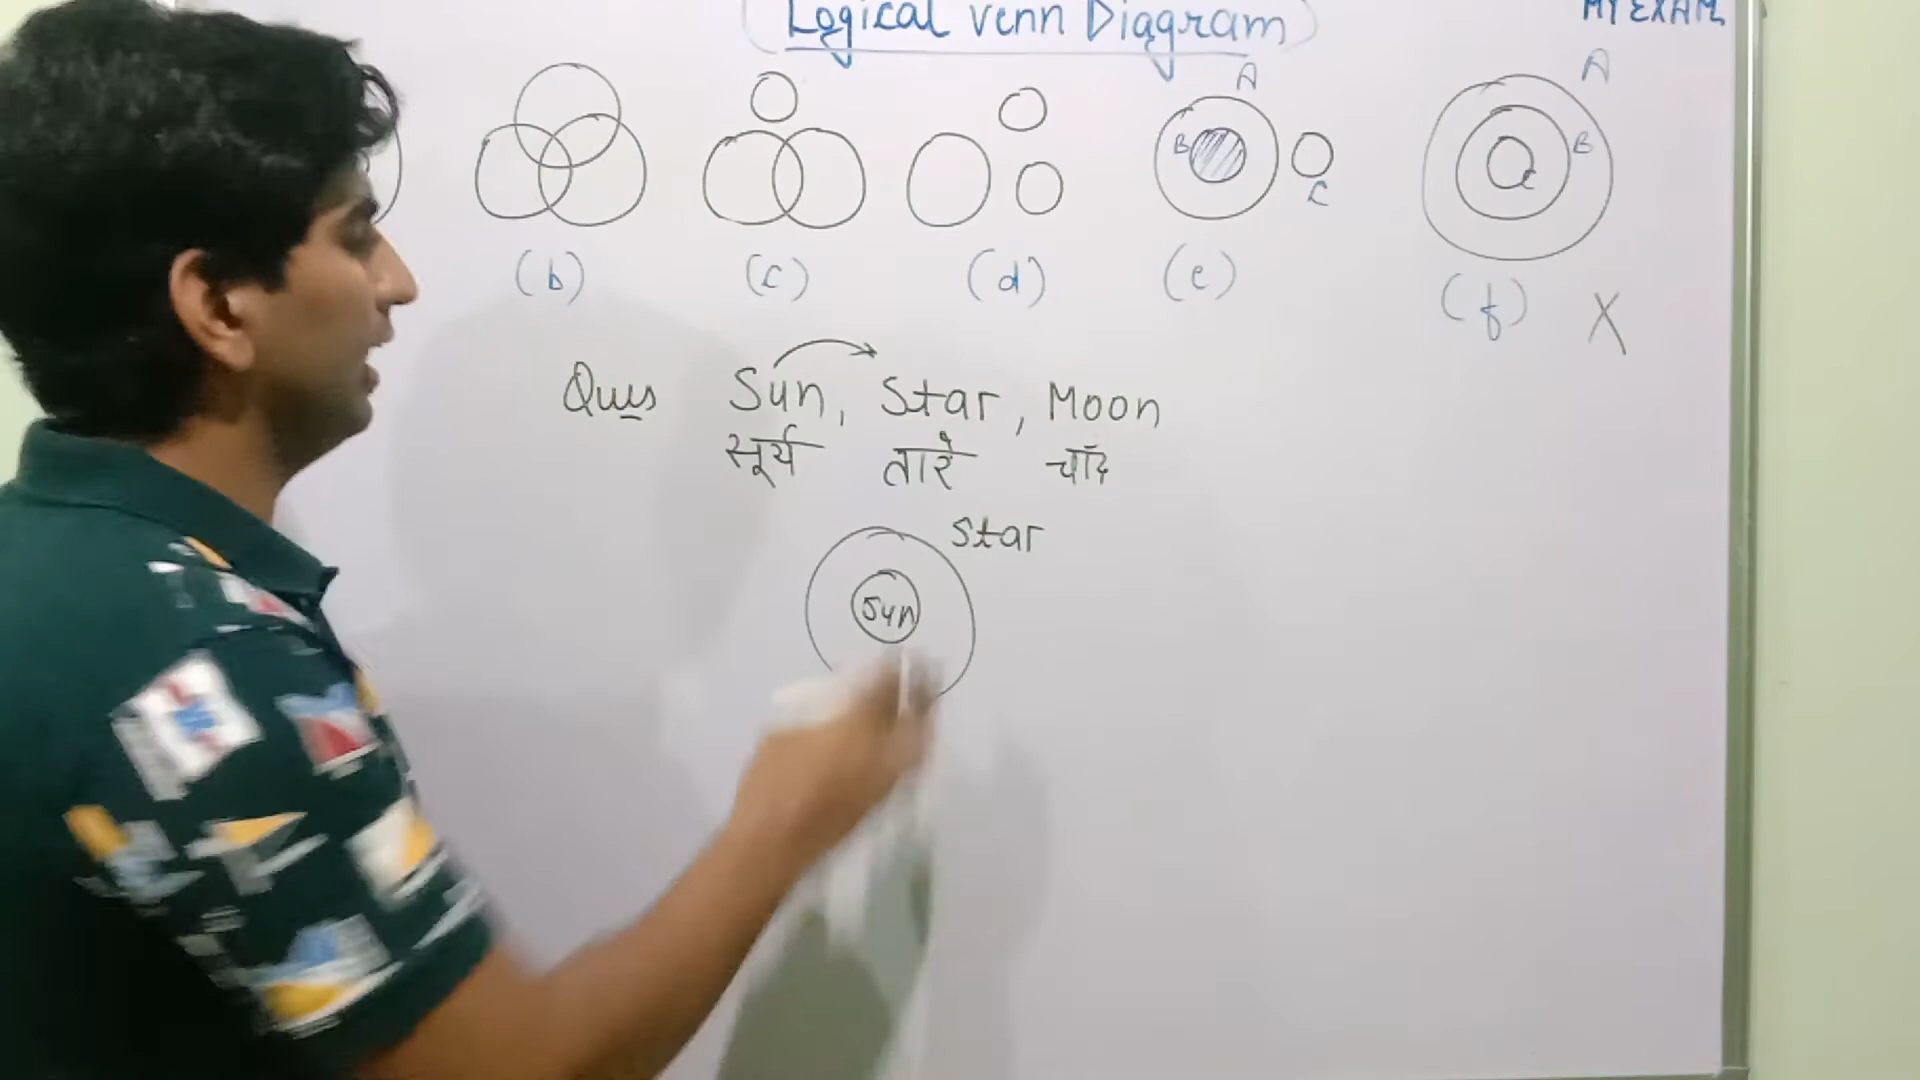 Logical Venn Diagram
MY EXAM
A
A
B
C
B
C
(b) (c) (d) (e) (f) X
Ques Sun, Star, Moon
सूर्य तारे चाँद
Star
Sun